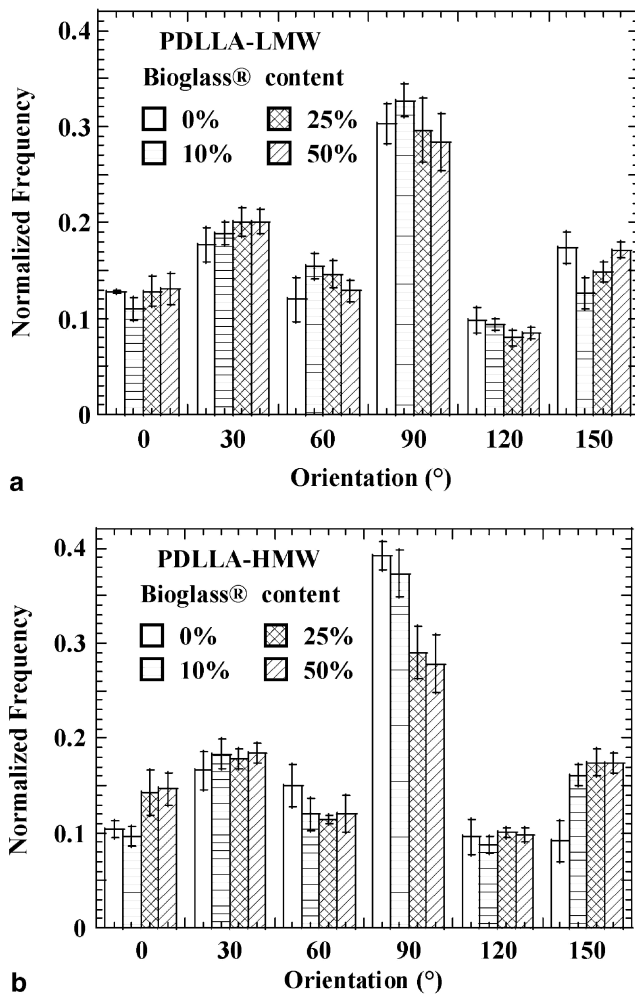 0.4
PDLLA-LMW
Bioglass® content
0% 25%
10% 50%
0.3
0.2
0.1
0
Normalized Frequency
0 30 60 90 120 150
Orientation (°)
a
0.4
PDLLA-HMW
Bioglass® content
0% 25%
10% 50%
0.3
0.2
0.1
0
Normalized Frequency
0 30 60 90 120 150
Orientation (°)
b